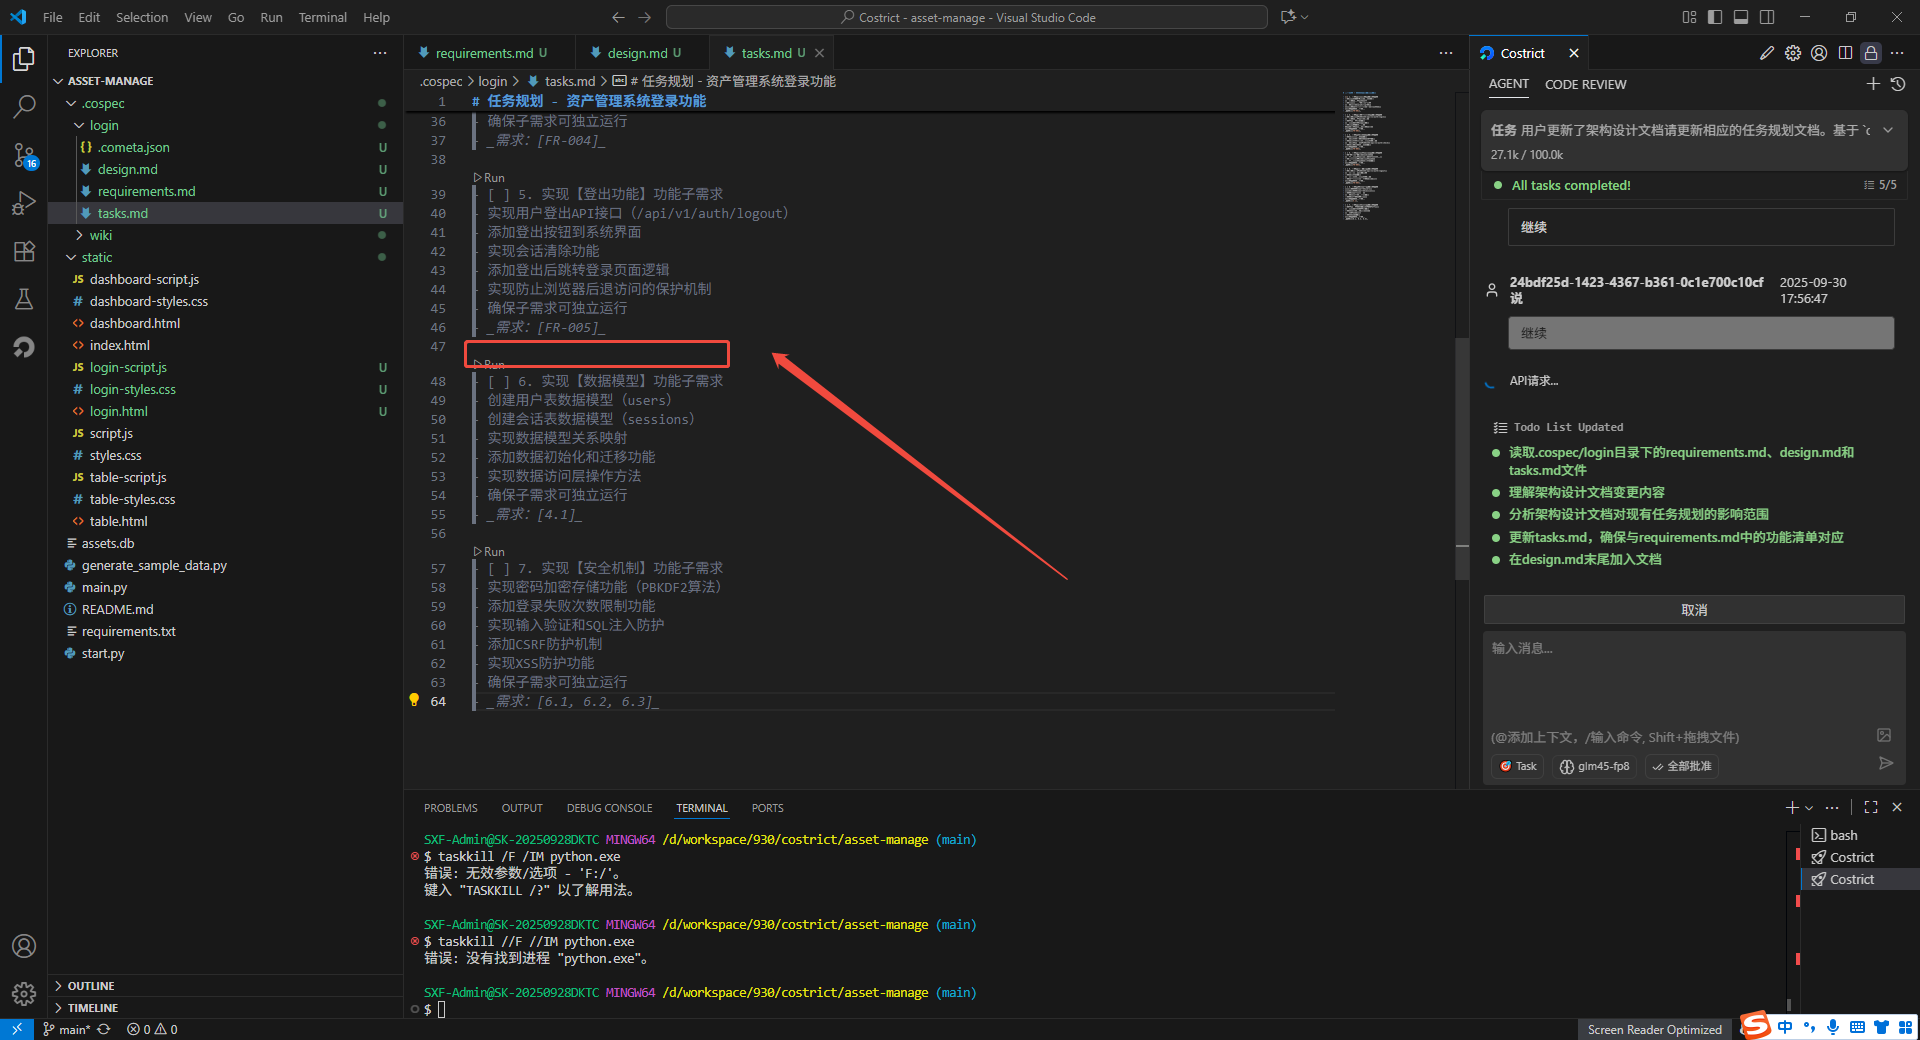 File Edit Selection View Go Run Terminal Help
Costrict - asset-manage - Visual Studio Code
EXPLORER
ASSET-MANAGE
.cospec
login
{} .cometa.json U
design.md U
requirements.md U
tasks.md U
wiki
static
JS dashboard-script.js
# dashboard-styles.css
<> dashboard.html
<> index.html
JS login-script.js U
# login-styles.css U
<> login.html U
JS script.js
# styles.css
JS table-script.js
# table-styles.css
<> table.html
assets.db
generate_sample_data.py
main.py
README.md
requirements.txt
start.py
OUTLINE
TIMELINE
16
requirements.md U
design.md U
tasks.md U
.cospec > login > tasks.md > abc # 任务规划 - 资产管理系统登录功能
1 # 任务规划 - 资产管理系统登录功能
36 - 确保子需求可独立运行
37 - _需求：[FR-004]_
38
Run
39 - [ ] 5. 实现【登出功能】功能子需求
40 - 实现用户登出API接口（/api/v1/auth/logout）
41 - 添加登出按钮到系统界面
42 - 实现会话清除功能
43 - 添加登出后跳转登录页面逻辑
44 - 实现防止浏览器后退访问的保护机制
45 - 确保子需求可独立运行
46 - _需求：[FR-005]_
47
Run
48 - [ ] 6. 实现【数据模型】功能子需求
49 - 创建用户表数据模型（users）
50 - 创建会话表数据模型（sessions）
51 - 实现数据模型关系映射
52 - 添加数据初始化和迁移功能
53 - 实现数据访问层操作方法
54 - 确保子需求可独立运行
55 - _需求：[4.1]_
56
Run
57 - [ ] 7. 实现【安全机制】功能子需求
58 - 实现密码加密存储功能（PBKDF2算法）
59 - 添加登录失败次数限制功能
60 - 实现输入验证和SQL注入防护
61 - 添加CSRF防护机制
62 - 实现XSS防护功能
63 - 确保子需求可独立运行
64 - _需求：[6.1, 6.2, 6.3]_
PROBLEMS OUTPUT DEBUG CONSOLE TERMINAL PORTS
SXF-Admin@SK-20250928DKTC MINGW64 /d/workspace/930/costrict/asset-manage (main)
$ taskkill /F /IM python.exe
错误: 无效参数/选项 - 'F:/'。
键入 "TASKKILL /?" 以了解用法。
SXF-Admin@SK-20250928DKTC MINGW64 /d/workspace/930/costrict/asset-manage (main)
$ taskkill //F //IM python.exe
错误: 没有找到进程 "python.exe"。
SXF-Admin@SK-20250928DKTC MINGW64 /d/workspace/930/costrict/asset-manage (main)
$
bash
Costrict
Costrict
Costrict
AGENT CODE REVIEW
任务 用户更新了架构设计文档请更新相应的任务规划文档。基于 `c
27.1k / 100.0k
All tasks completed! 5/5
继续
24bdf25d-1423-4367-b361-0c1e700c10cf 说 2025-09-30 17:56:47
继续
API请求...
Todo List Updated
读取.cospec/login目录下的requirements.md、design.md和
tasks.md文件
理解架构设计文档变更内容
分析架构设计文档对现有任务规划的影响范围
更新tasks.md，确保与requirements.md中的功能清单对应
在design.md末尾加入文档
取消
输入消息...
(@添加上下文，/输入命令, Shift+拖拽文件)
Task glm45-fp8 全部批准
main* 0 0
Screen Reader Optimized
S 中